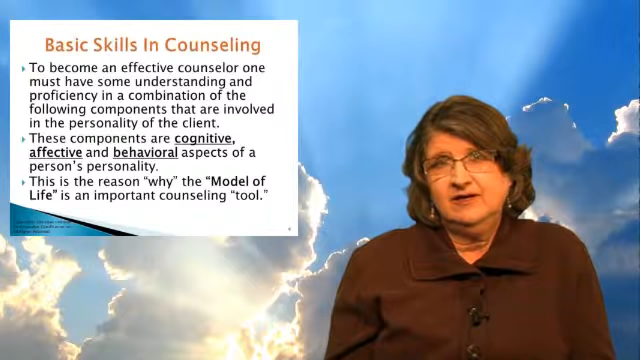 Basic Skills In Counseling
To become an effective counselor one
must have some understanding and
proficiency in a combination of the
following components that are involved
in the personality of the client.
These components are cognitive,
affective and behavioral aspects of a
person's personality.
This is the reason "why" the "Model of
Life" is an important counseling "tool."